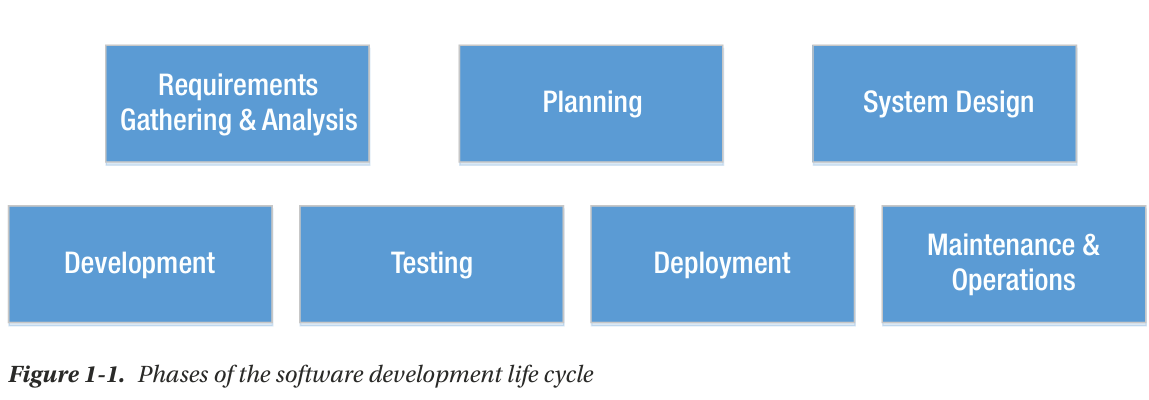 Requirements
Gathering & Analysis
Planning
System Design
Development
Testing
Deployment
Maintenance &
Operations
Figure 1-1. Phases of the software development life cycle